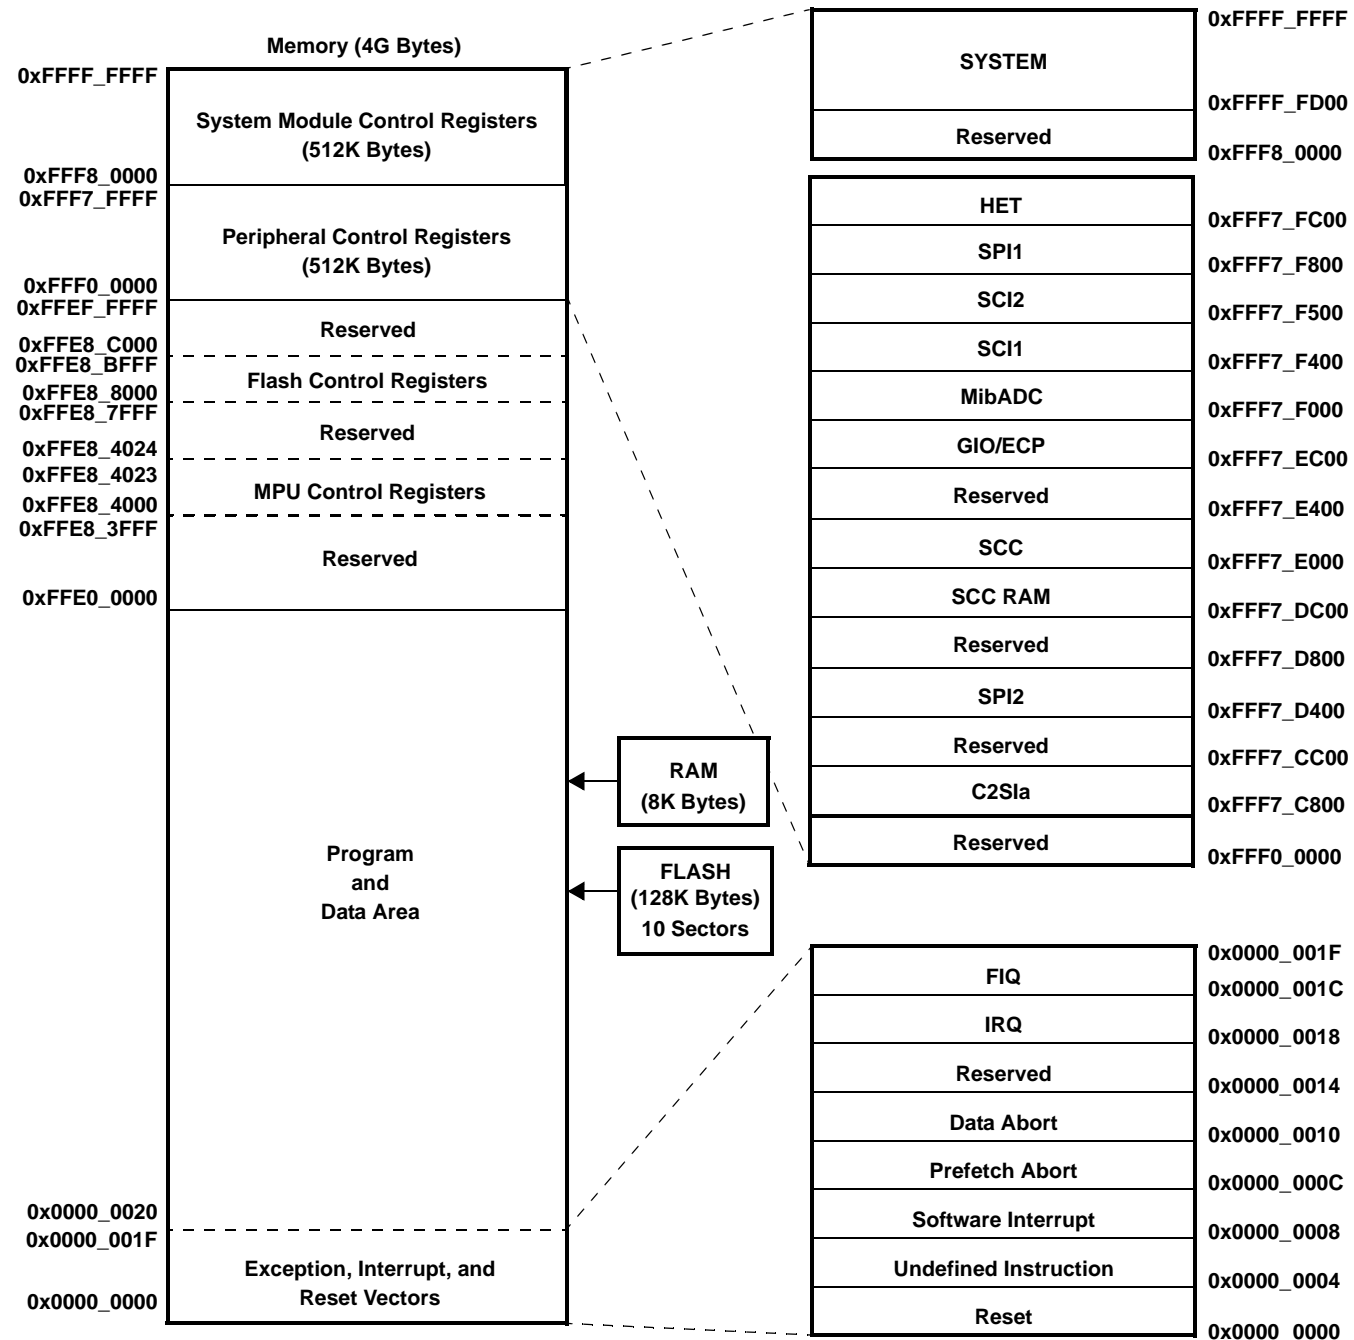 Memory (4G Bytes)
0xFFFF_FFFF
System Module Control Registers
(512K Bytes)
0xFFF8_0000
0xFFF7_FFFF
Peripheral Control Registers
(512K Bytes)
0xFFF0_0000
0xFFEF_FFFF
Reserved
0xFFE8_C000
0xFFE8_BFFF
Flash Control Registers
0xFFE8_8000
0xFFE8_7FFF
Reserved
0xFFE8_4024
0xFFE8_4023
MPU Control Registers
0xFFE8_4000
0xFFE8_3FFF
Reserved
0xFFE0_0000
Program
and
Data Area
0x0000_0020
0x0000_001F
Exception, Interrupt, and
Reset Vectors
0x0000_0000
RAM
(8K Bytes)
FLASH
(128K Bytes)
10 Sectors
0xFFFF_FFFF
SYSTEM
0xFFFF_FD00
Reserved
0xFFF8_0000
HET
0xFFF7_FC00
SPI1
0xFFF7_F800
SCI2
0xFFF7_F500
SCI1
0xFFF7_F400
MibADC
0xFFF7_F000
GIO/ECP
0xFFF7_EC00
Reserved
0xFFF7_E400
SCC
0xFFF7_E000
SCC RAM
0xFFF7_DC00
Reserved
0xFFF7_D800
SPI2
0xFFF7_D400
Reserved
0xFFF7_CC00
C2SIa
0xFFF7_C800
Reserved
0xFFF0_0000
0x0000_001F
FIQ
0x0000_001C
IRQ
0x0000_0018
Reserved
0x0000_0014
Data Abort
0x0000_0010
Prefetch Abort
0x0000_000C
Software Interrupt
0x0000_0008
Undefined Instruction
0x0000_0004
Reset
0x0000_0000